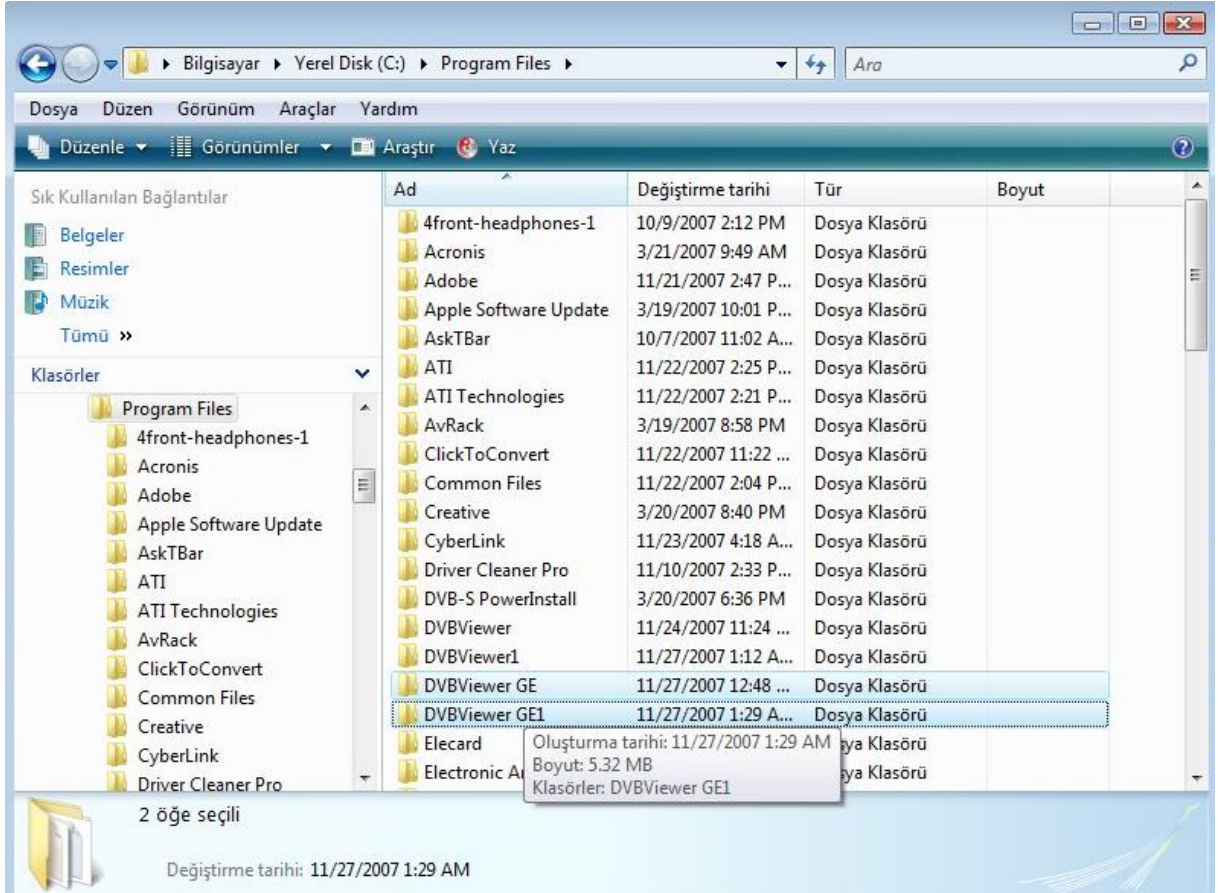 Bilgisayar Yerel Disk (C:) Program Files
Ara
Dosya Düzen Görünüm Araçlar Yardım
Düzenle Görünümler Araştır Yaz
Sık Kullanılan Bağlantılar
Belgeler
Resimler
Müzik
Tümü »
Klasörler
Program Files
4front-headphones-1
Acronis
Adobe
Apple Software Update
AskTBar
ATI
ATI Technologies
AvRack
ClickToConvert
Common Files
Creative
CyberLink
Driver Cleaner Pro
Ad Değiştirme tarihi Tür Boyut
4front-headphones-1 10/9/2007 2:12 PM Dosya Klasörü
Acronis 3/21/2007 9:49 AM Dosya Klasörü
Adobe 11/21/2007 2:47 P... Dosya Klasörü
Apple Software Update 3/19/2007 10:01 P... Dosya Klasörü
AskTBar 10/7/2007 11:02 A... Dosya Klasörü
ATI 11/22/2007 2:25 P... Dosya Klasörü
ATI Technologies 11/22/2007 2:21 P... Dosya Klasörü
AvRack 3/19/2007 8:58 PM Dosya Klasörü
ClickToConvert 11/22/2007 11:22 ... Dosya Klasörü
Common Files 11/22/2007 2:04 P... Dosya Klasörü
Creative 3/20/2007 8:40 PM Dosya Klasörü
CyberLink 11/23/2007 4:18 A... Dosya Klasörü
Driver Cleaner Pro 11/10/2007 2:33 P... Dosya Klasörü
DVB-S PowerInstall 3/20/2007 6:36 PM Dosya Klasörü
DVBViewer 11/24/2007 11:24 ... Dosya Klasörü
DVBViewer1 11/27/2007 1:12 A... Dosya Klasörü
DVBViewer GE 11/27/2007 12:48 ... Dosya Klasörü
DVBViewer GE1 11/27/2007 1:29 A... Dosya Klasörü
Elecard ya Klasörü
Electronic A ya Klasörü
Oluşturma tarihi: 11/27/2007 1:29 AM
Boyut: 5.32 MB
Klasörler: DVBViewer GE1
2 öğe seçili
Değiştirme tarihi: 11/27/2007 1:29 AM